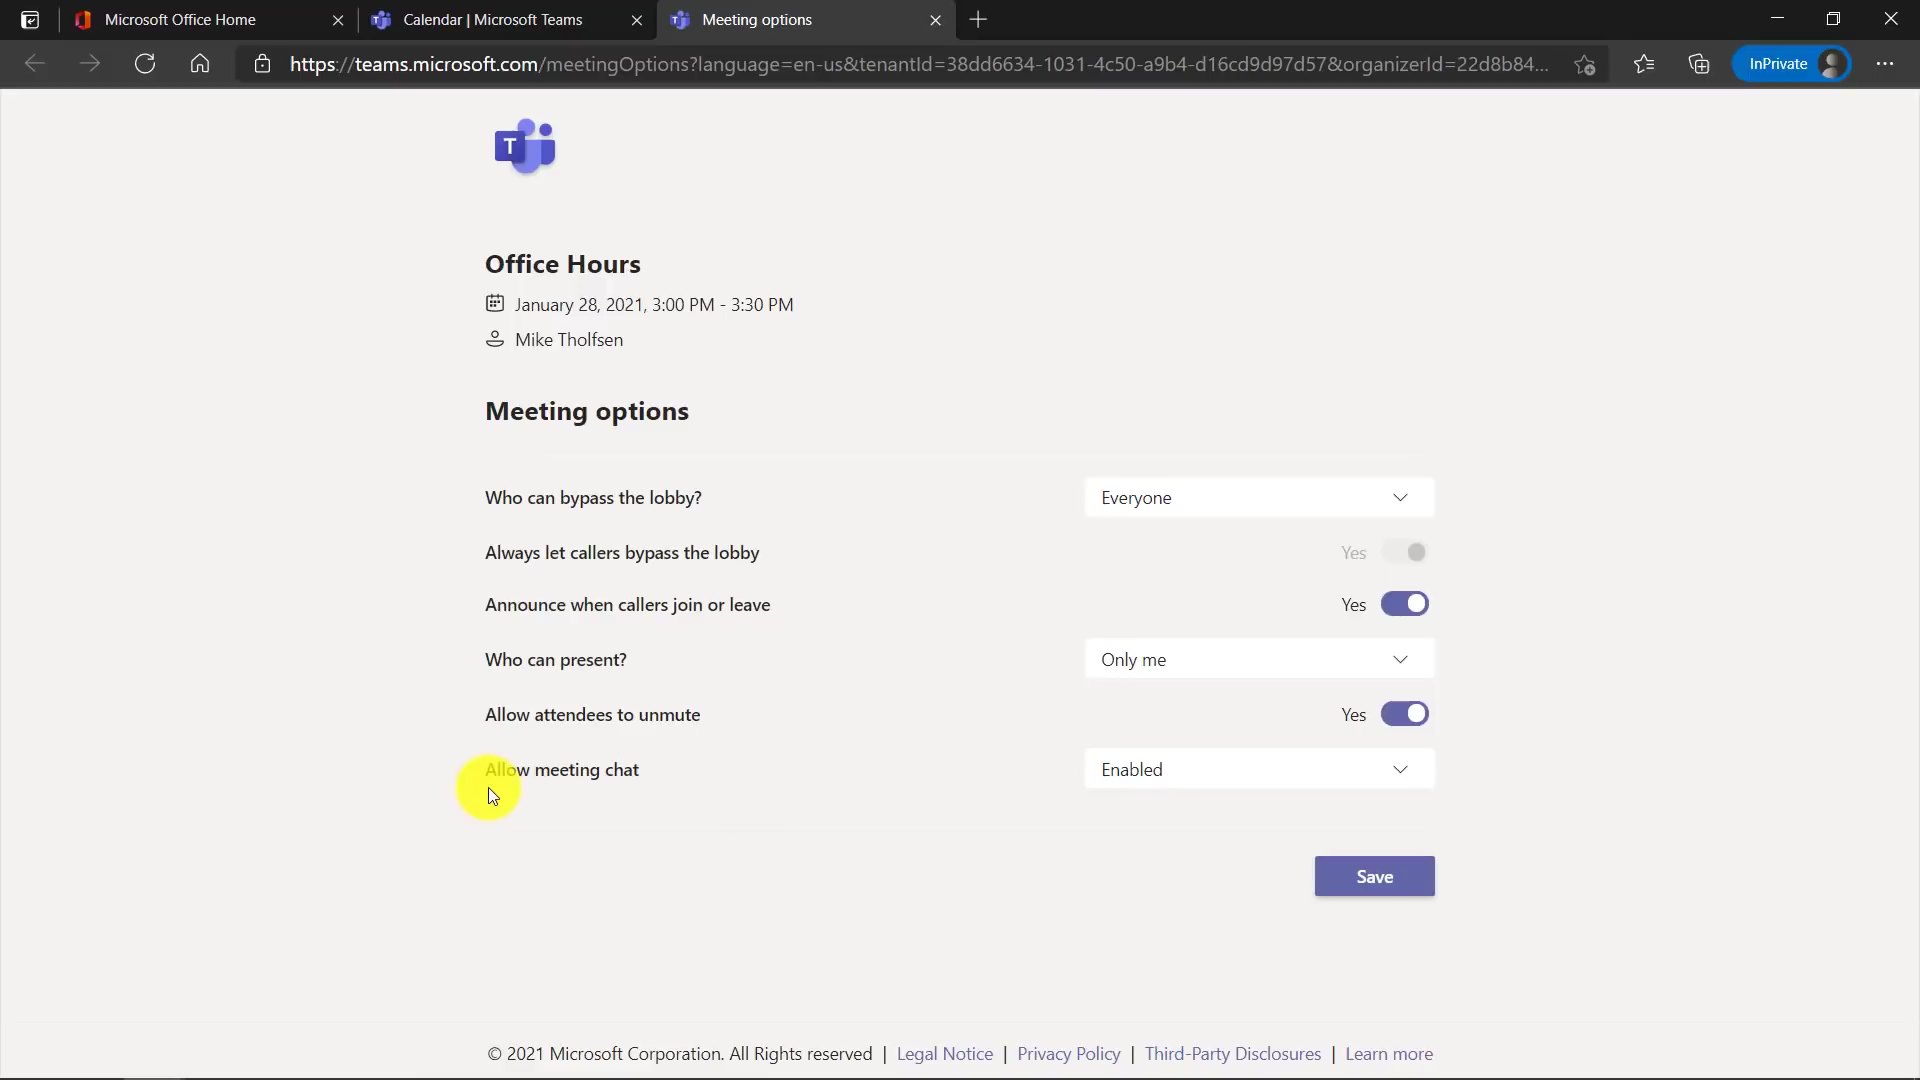 Microsoft Office Home
Calendar | Microsoft Teams
Meeting options
https://teams.microsoft.com/meetingOptions?language=en-us&tenantId=38dd6634-1031-4c50-a9b4-d16cd9d97d57&organizerId=22d8b84...
InPrivate
T
Office Hours
January 28, 2021, 3:00 PM - 3:30 PM
Mike Tholfsen
Meeting options
Who can bypass the lobby?
Everyone
Always let callers bypass the lobby
Yes
Announce when callers join or leave
Yes
Who can present?
Only me
Allow attendees to unmute
Yes
Allow meeting chat
Enabled
Save
© 2021 Microsoft Corporation. All Rights reserved | Legal Notice | Privacy Policy | Third-Party Disclosures | Learn more